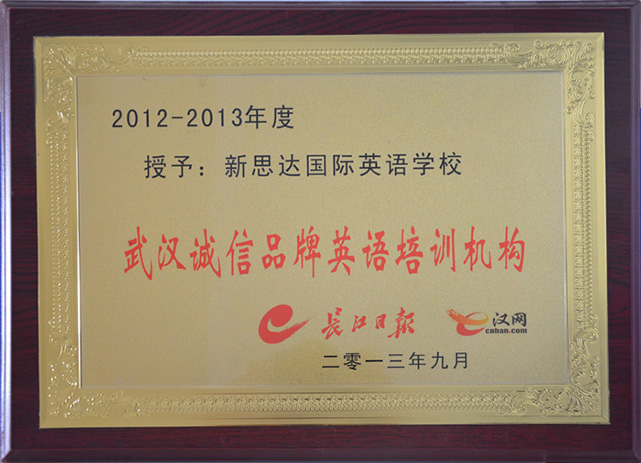 2012-2013年度
授予：新思达国际英语学校
武汉诚信品牌英语培训机构
长江日报 汉网
cnhan.com
二零一三年九月